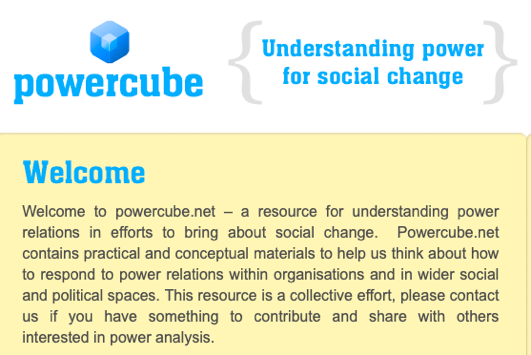 powercube
Understanding power
for social change
Welcome
Welcome to powercube.net – a resource for understanding power
relations in efforts to bring about social change. Powercube.net
contains practical and conceptual materials to help us think about how
to respond to power relations within organisations and in wider social
and political spaces. This resource is a collective effort, please contact
us if you have something to contribute and share with others
interested in power analysis.